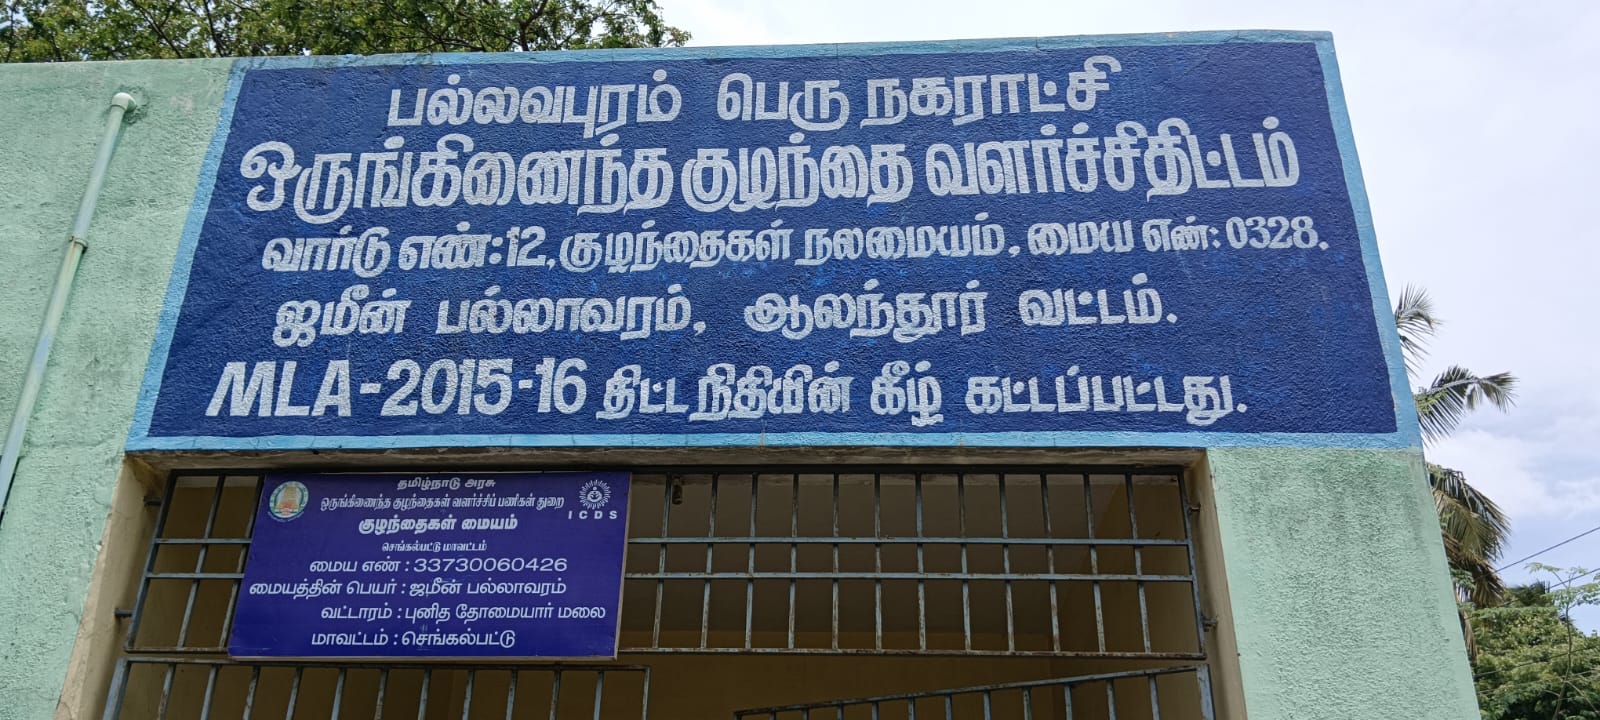 பல்லவபுரம் பெரு நகராட்சி
ஒருங்கிணைந்த குழந்தை வளர்ச்சிதிட்டம்
வார்டு எண்:12, குழந்தைகள் நலமையம், மைய எண்: 0328.
ஜமீன் பல்லாவரம், ஆலந்தூர் வட்டம்.
MLA-2015-16 திட்டநிதியின் கீழ் கட்டப்பட்டது.
தமிழ்நாடு அரசு
ஒருங்கிணைந்த குழந்தைகள் வளர்ச்சிப் பணிகள் துறை
ICDS
குழந்தைகள் மையம்
செங்கல்பட்டு மாவட்டம்
மைய எண் : 33730060426
மையத்தின் பெயர் : ஜமீன் பல்லாவரம்
வட்டாரம் : புனித தோமையார் மலை
மாவட்டம் : செங்கல்பட்டு